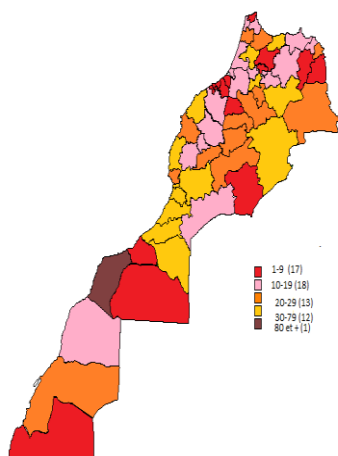 1-9 (17)
10-19 (18)
20-29 (13)
30-79 (12)
80 et + (1)